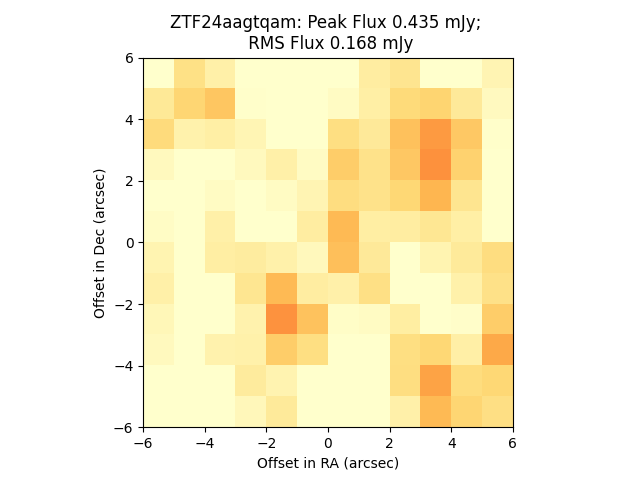 ZTF24aagtqam: Peak Flux 0.435 mJy;
RMS Flux 0.168 mJy
6
4
2
0
−2
−4
−6
Offset in Dec (arcsec)
−6 −4 −2 0 2 4 6
Offset in RA (arcsec)